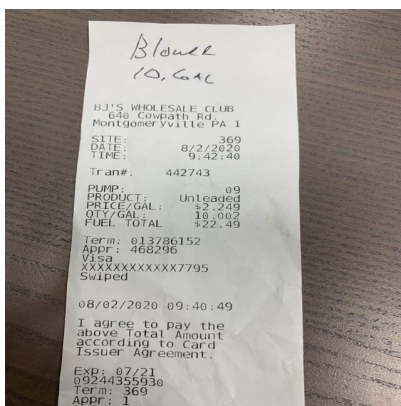 Blower
10. GAL
BJ'S WHOLESALE CLUB
640 Cowpath Rd.
Montgomeryville PA 1
SITE: 369
DATE: 8/2/2020
TIME: 9:42:40
Tran#: 442743
PUMP: 09
PRODUCT: Unleaded
PRICE/GAL: $2.249
QTY/GAL: 10.002
FUEL TOTAL $22.49
Term: 013786152
Appr: 468296
Visa
XXXXXXXXXXXX7795
Swiped
08/02/2020 09:40:49
I agree to pay the
above Total Amount
according to Card
Issuer Agreement.
Exp: 07/21
09244355930
Term: 369
Appr: 1